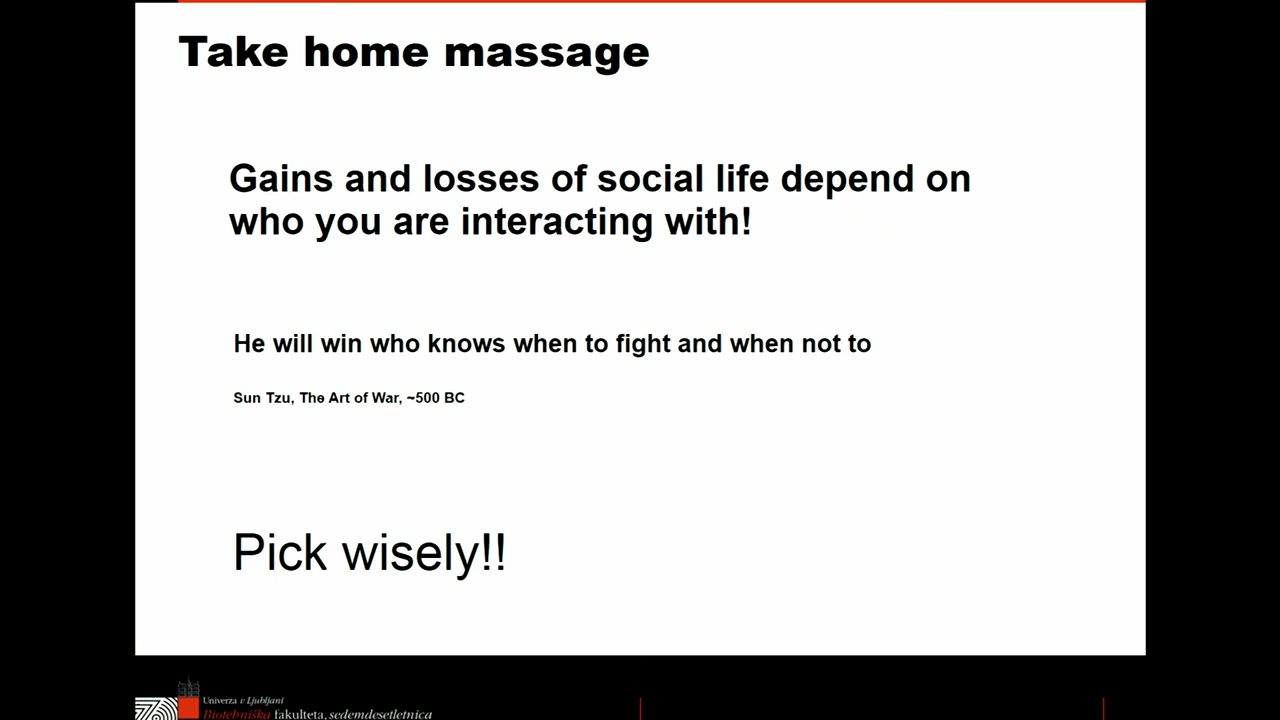 Take home massage
Gains and losses of social life depend on
who you are interacting with!
He will win who knows when to fight and when not to
Sun Tzu, The Art of War, ~500 BC
Pick wisely!!
Univerza v Ljubljani
70 Biotehniška fakulteta, sedemdesetletnica